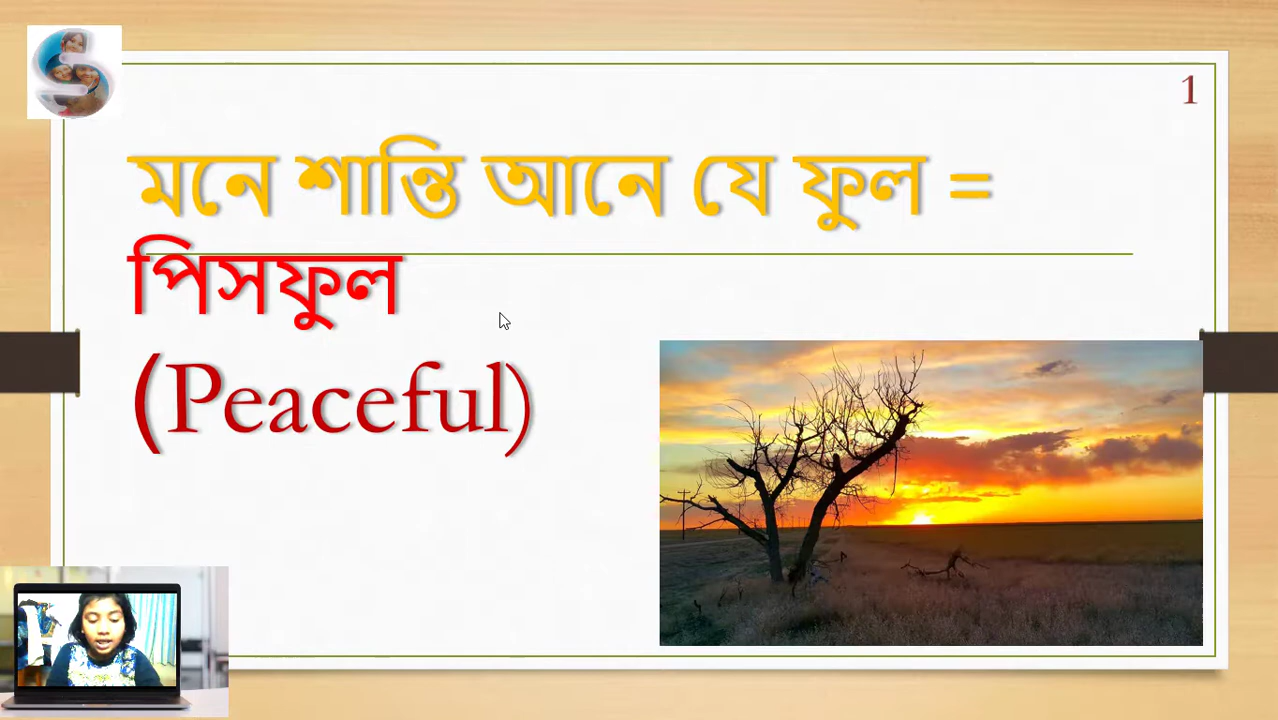 1
মনে শান্তি আনে যে ফুল =
পিসফুল
(Peaceful)